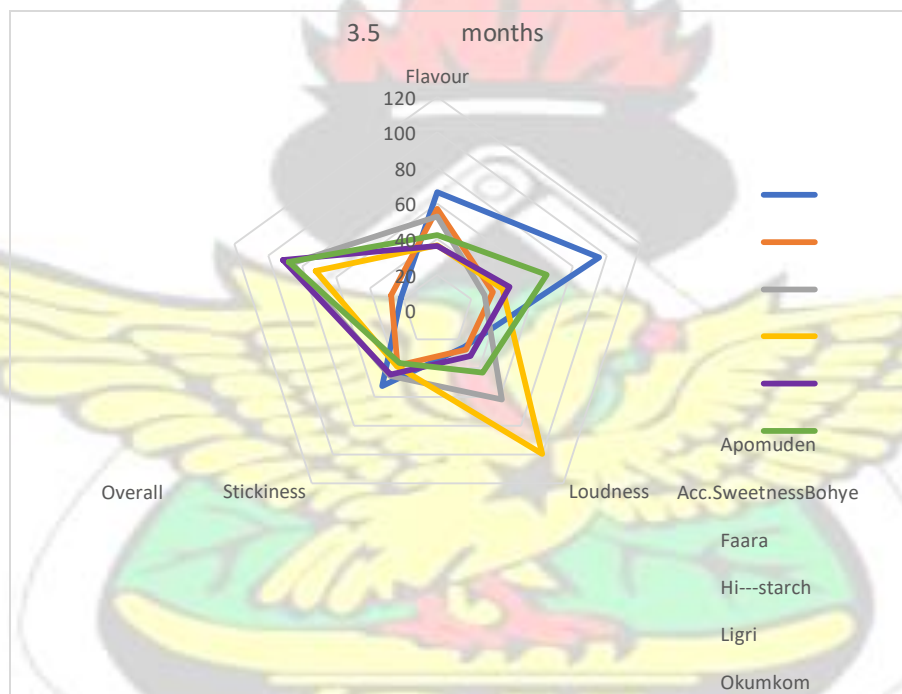 3.5 months
Flavour
120
100
80
60
40
20
0
Apomuden
Overall Stickiness Loudness Acc.SweetnessBohye
Faara
Hi---starch
Ligri
Okumkom